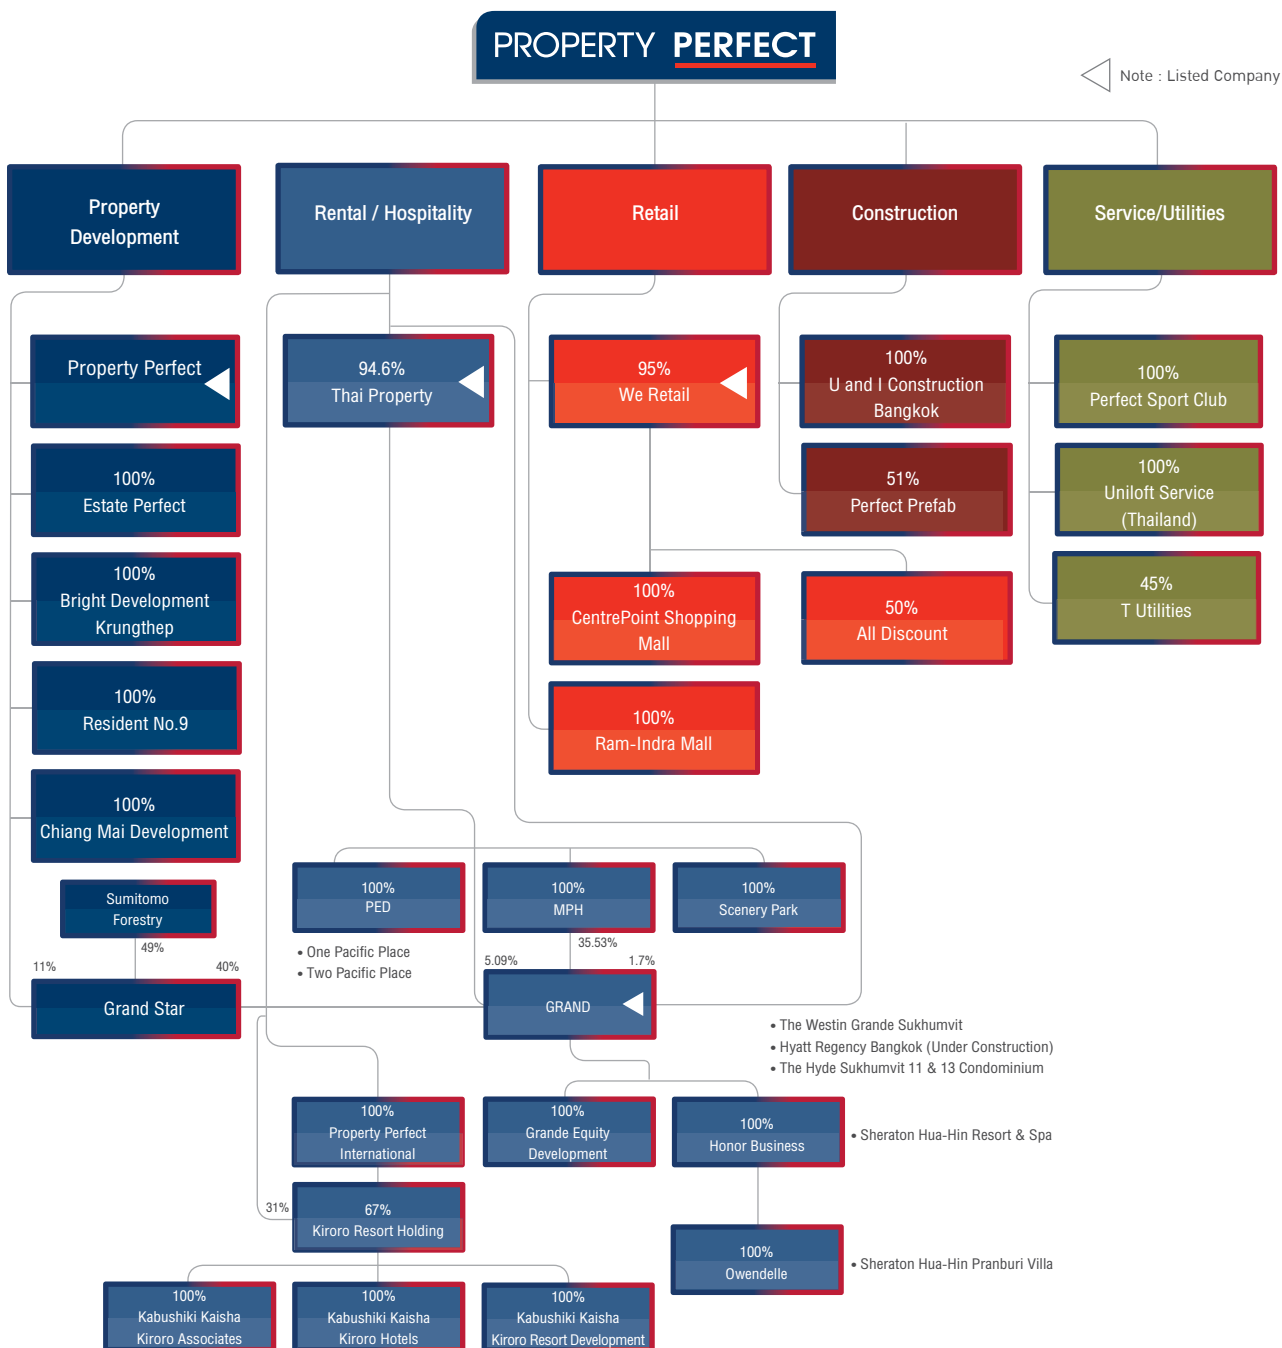 PROPERTY PERFECT
Note : Listed Company
Property
Development
Rental / Hospitality
Retail
Construction
Service/Utilities
Property Perfect
94.6%
Thai Property
95%
We Retail
100%
U and I Construction
Bangkok
100%
Perfect Sport Club
100%
Estate Perfect
51%
Perfect Prefab
100%
Uniloft Service
(Thailand)
100%
Bright Development
Krungthep
100%
CentrePoint Shopping
Mall
50%
All Discount
45%
T Utilities
100%
Resident No.9
100%
Ram-Indra Mall
100%
Chiang Mai Development
Sumitomo
Forestry
100%
PED
100%
MPH
100%
Scenery Park
49%
• One Pacific Place
• Two Pacific Place
35.53%
11%
40%
5.09%
1.7%
Grand Star
GRAND
• The Westin Grande Sukhumvit
• Hyatt Regency Bangkok (Under Construction)
• The Hyde Sukhumvit 11 & 13 Condominium
100%
Property Perfect
International
100%
Grande Equity
Development
100%
Honor Business
• Sheraton Hua-Hin Resort & Spa
31%
67%
Kiroro Resort Holding
100%
Owendelle
• Sheraton Hua-Hin Pranburi Villa
100%
Kabushiki Kaisha
Kiroro Associates
100%
Kabushiki Kaisha
Kiroro Hotels
100%
Kabushiki Kaisha
Kiroro Resort Development